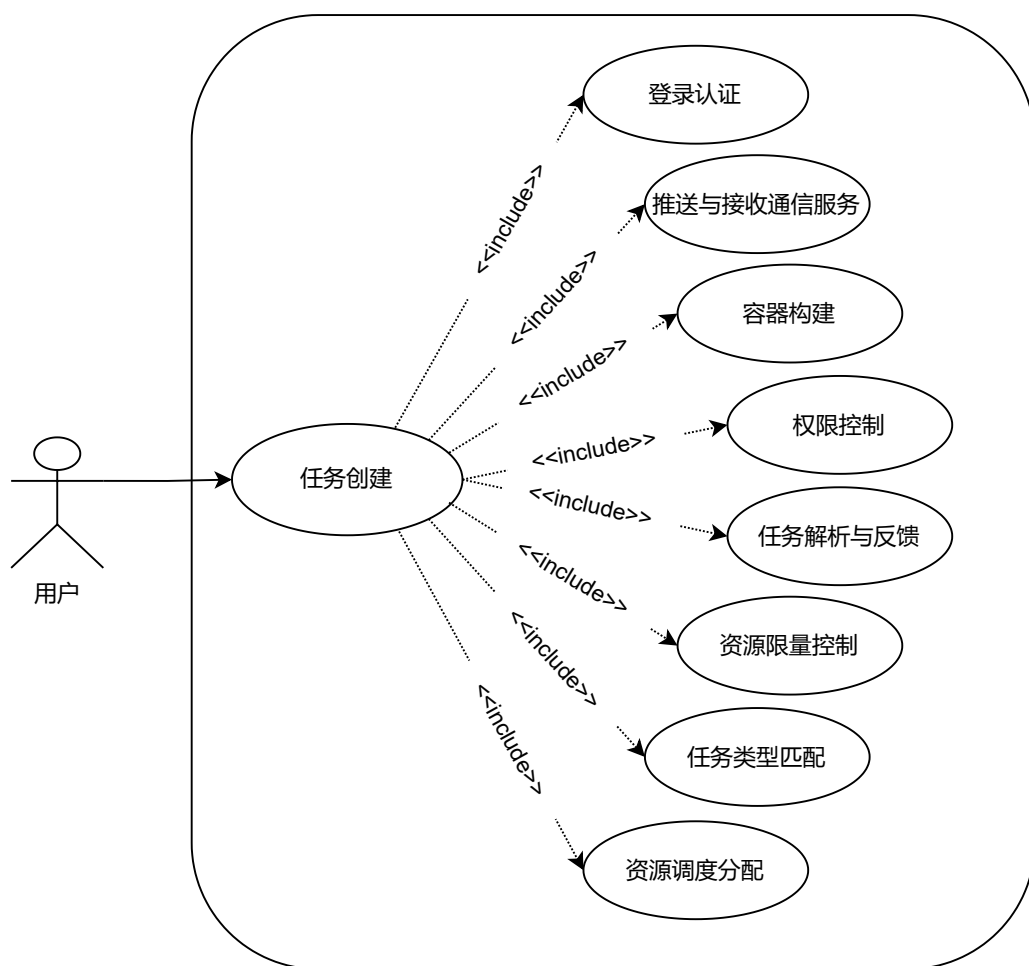 登录认证
<<include>>
推送与接收通信服务
<<include>>
容器构建
<<include>>
权限控制
<<include>>
任务创建
<<include>>
任务解析与反馈
用户
<<include>>
资源限量控制
<<include>>
任务类型匹配
<<include>>
资源调度分配